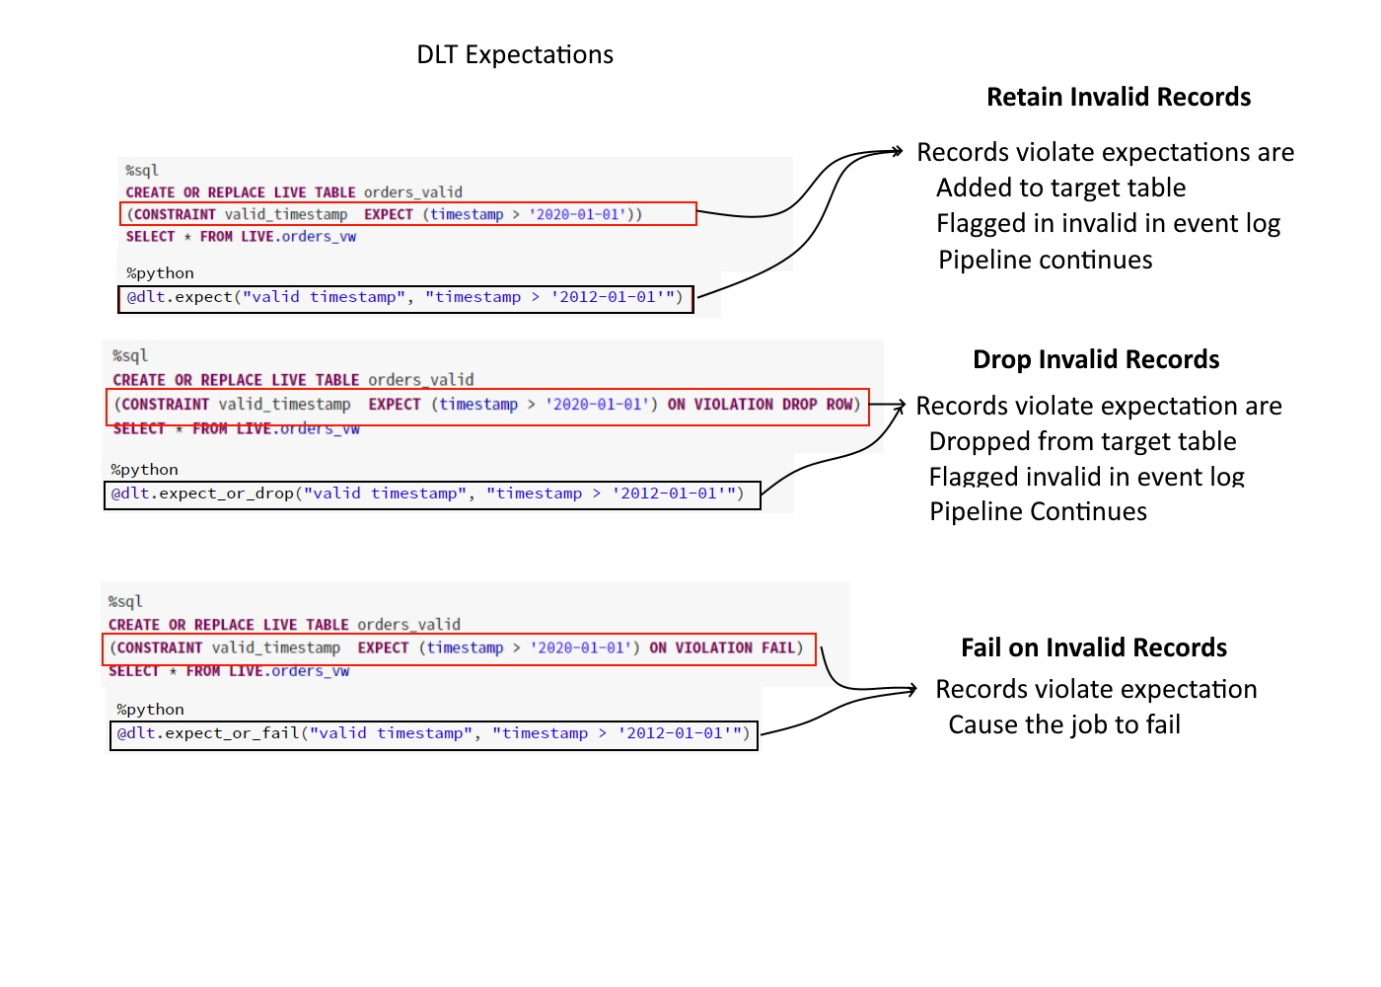 DLT Expectations
Retain Invalid Records
%sql
CREATE OR REPLACE LIVE TABLE orders_valid
(CONSTRAINT valid_timestamp EXPECT (timestamp > '2020-01-01'))
SELECT * FROM LIVE.orders_vw
%python
@dlt.expect("valid timestamp", "timestamp > '2012-01-01'")
Records violate expectations are
Added to target table
Flagged in invalid in event log
Pipeline continues
Drop Invalid Records
%sql
CREATE OR REPLACE LIVE TABLE orders_valid
(CONSTRAINT valid_timestamp EXPECT (timestamp > '2020-01-01') ON VIOLATION DROP ROW)
SELECT * FROM LIVE.orders_vw
%python
@dlt.expect_or_drop("valid timestamp", "timestamp > '2012-01-01'")
Records violate expectation are
Dropped from target table
Flagged invalid in event log
Pipeline Continues
%sql
CREATE OR REPLACE LIVE TABLE orders_valid
(CONSTRAINT valid_timestamp EXPECT (timestamp > '2020-01-01') ON VIOLATION FAIL)
SELECT * FROM LIVE.orders_vw
%python
@dlt.expect_or_fail("valid timestamp", "timestamp > '2012-01-01'")
Fail on Invalid Records
Records violate expectation
Cause the job to fail